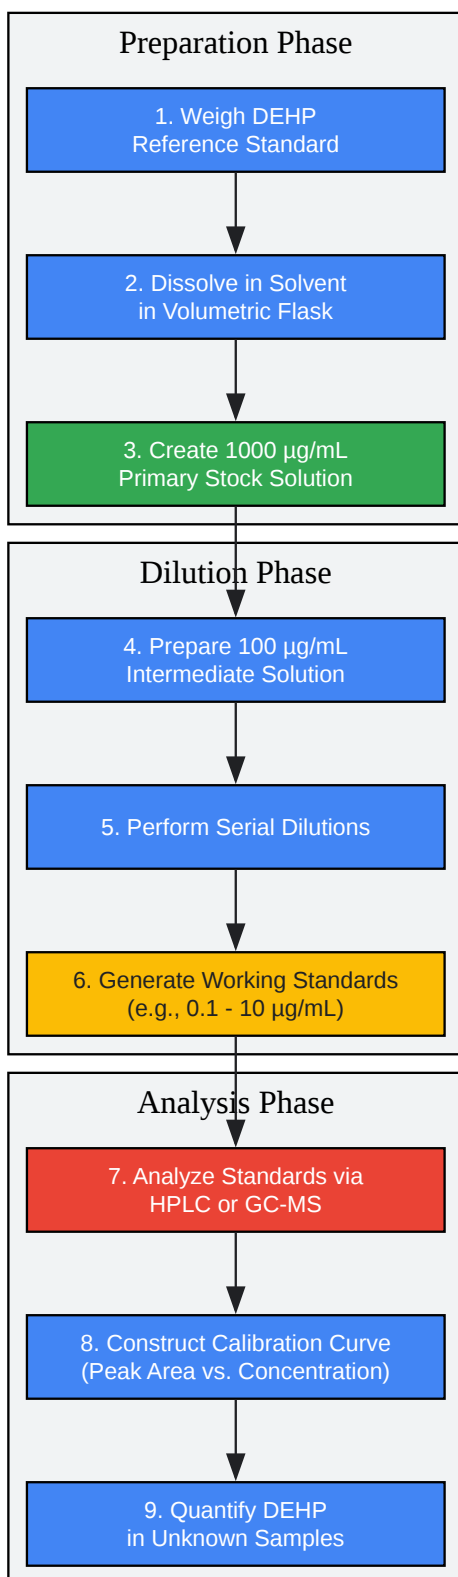 Preparation Phase
1. Weigh DEHP
Reference Standard
2. Dissolve in Solvent
in Volumetric Flask
3. Create 1000 µg/mL
Primary Stock Solution
Dilution Phase
4. Prepare 100 µg/mL
Intermediate Solution
5. Perform Serial Dilutions
6. Generate Working Standards
(e.g., 0.1 - 10 µg/mL)
Analysis Phase
7. Analyze Standards via
HPLC or GC-MS
8. Construct Calibration Curve
(Peak Area vs. Concentration)
9. Quantify DEHP
in Unknown Samples